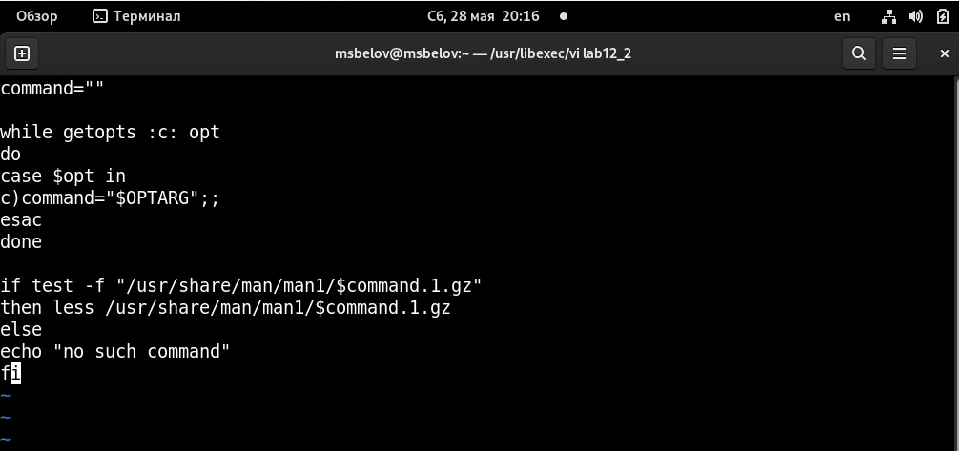 Обзор Терминал Сб, 28 мая 20:16 en
msbelov@msbelov:~ — /usr/libexec/vi lab12_2
command=""
while getopts :c: opt
do
case $opt in
c)command="$OPTARG";;
esac
done
if test -f "/usr/share/man/man1/$command.1.gz"
then less /usr/share/man/man1/$command.1.gz
else
echo "no such command"
fi
~
~
~